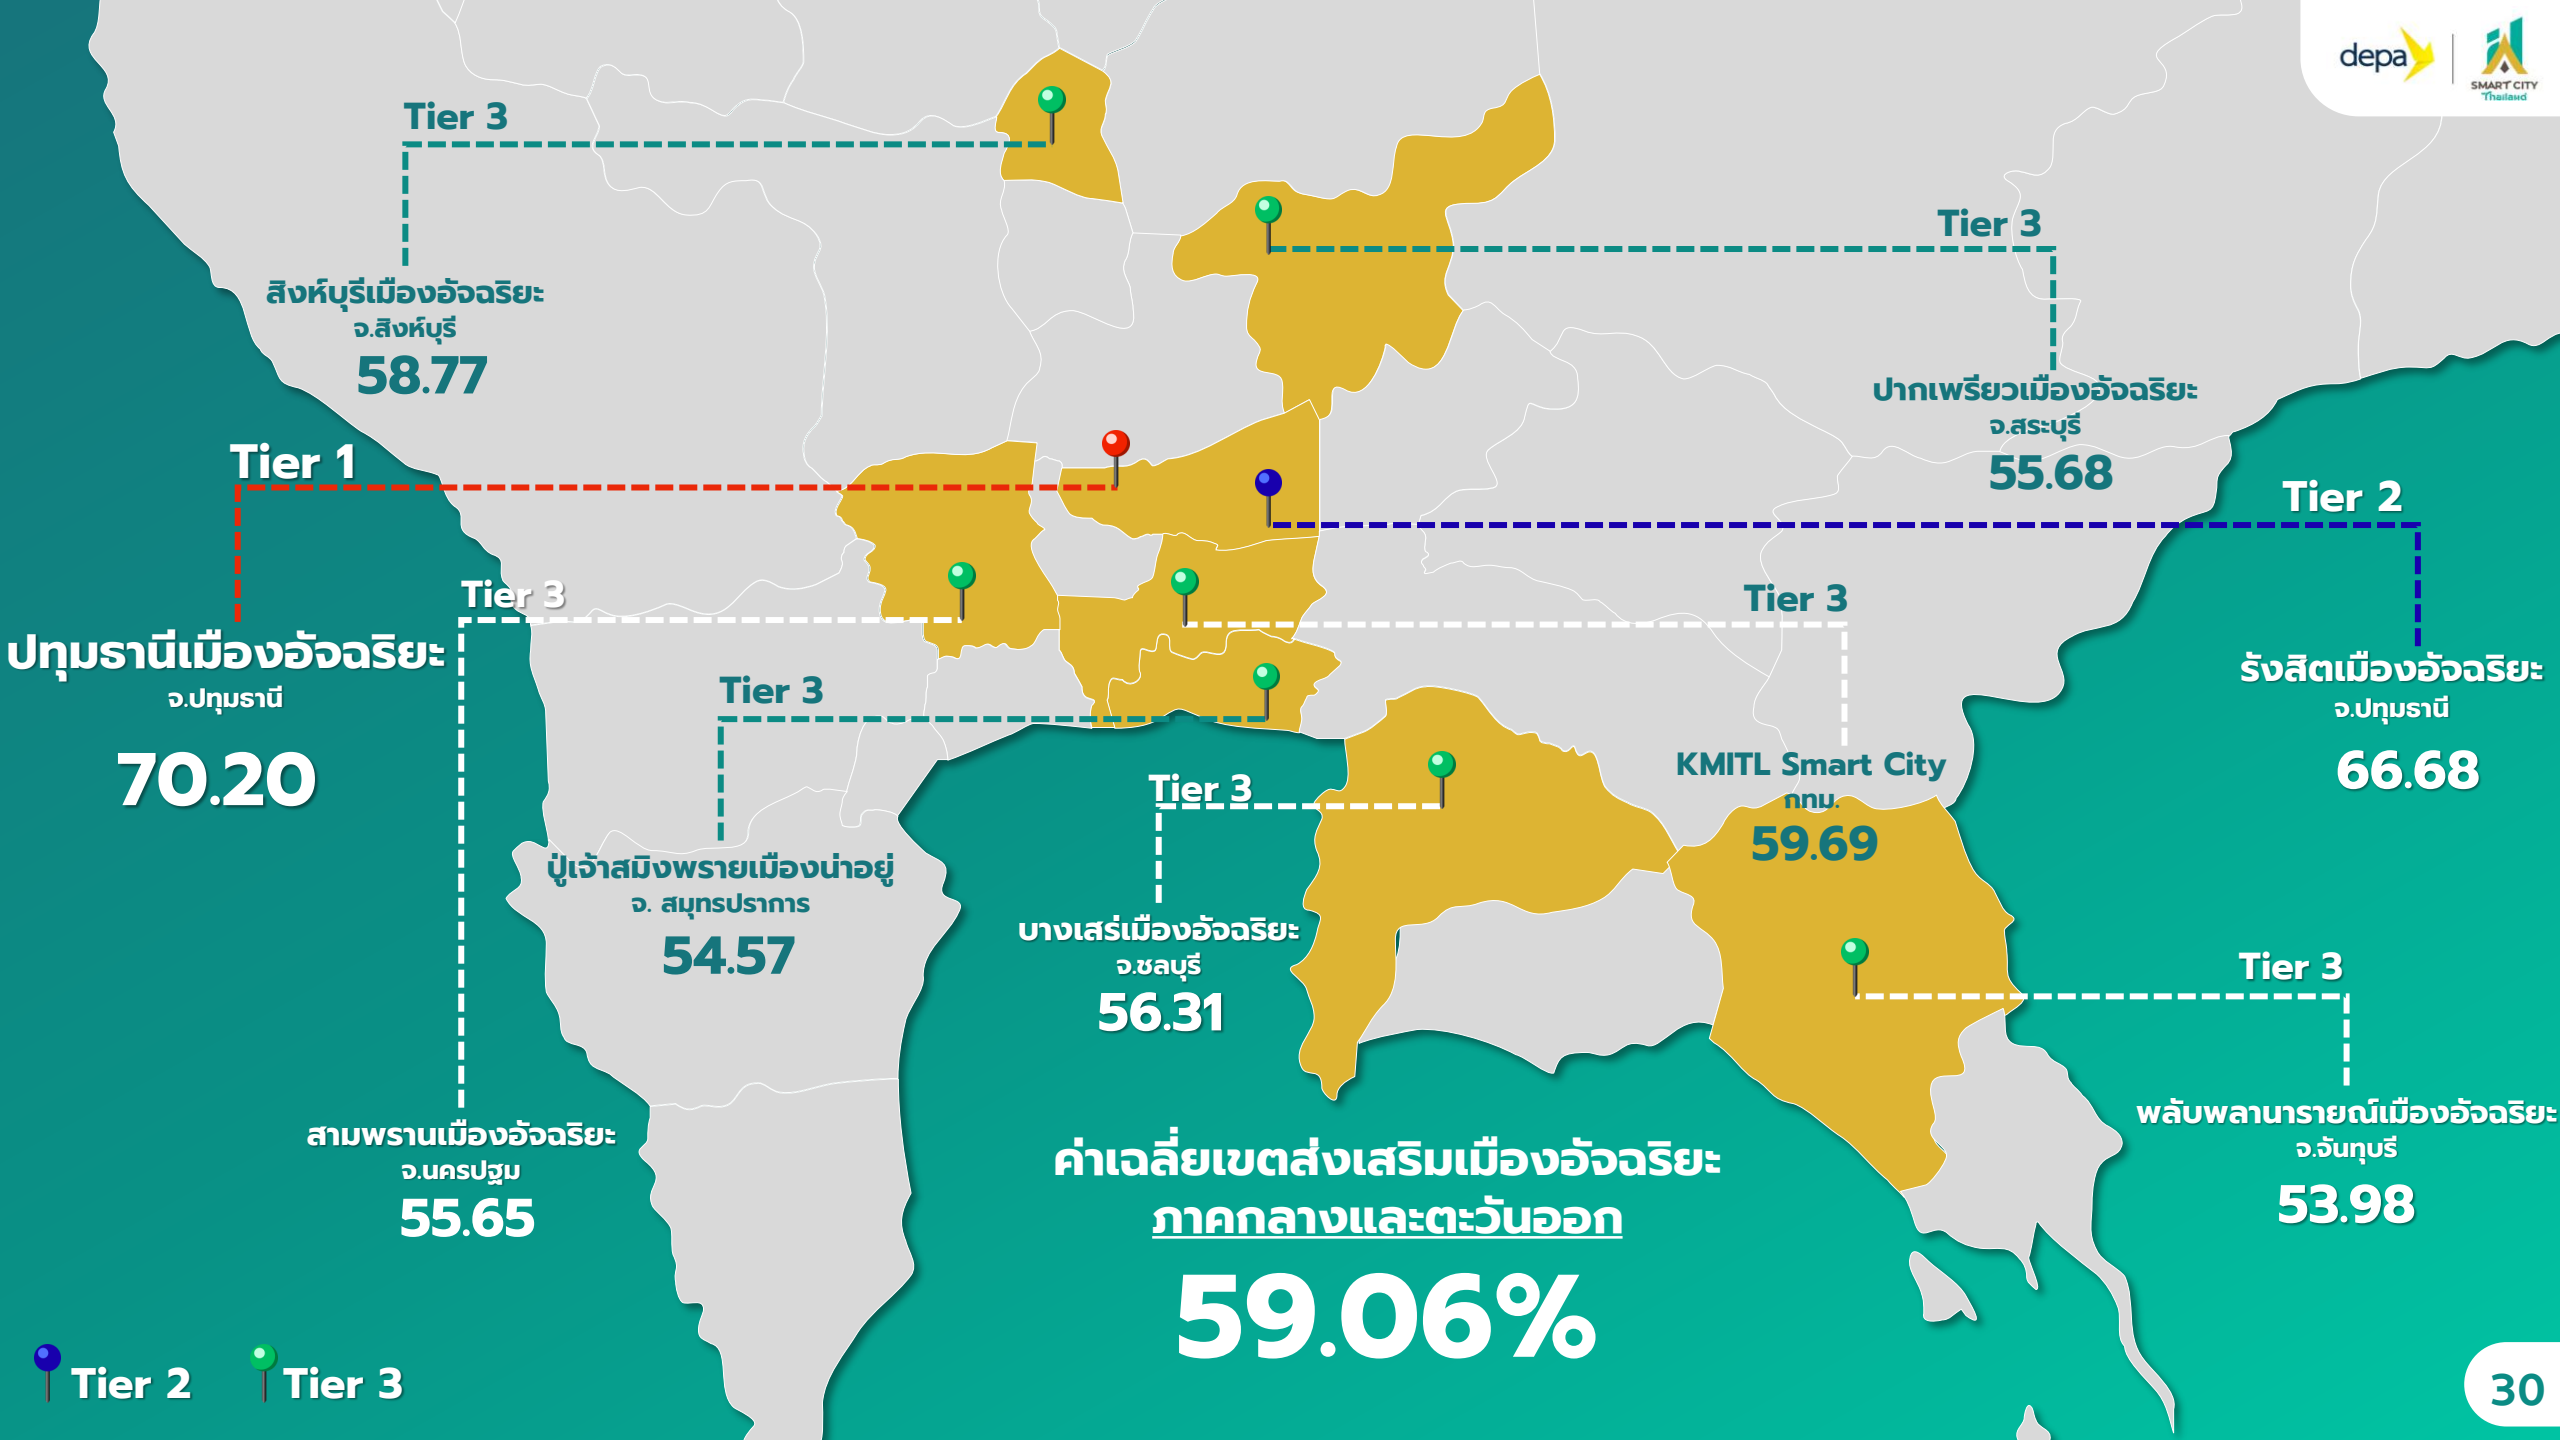 depa
SMART CITY
Thailand
Tier 3
สิงห์บุรีเมืองอัจฉริยะ
จ.สิงห์บุรี
58.77
Tier 3
ปากเพรียวเมืองอัจฉริยะ
จ.สระบุรี
55.68
Tier 1
ปทุมธานีเมืองอัจฉริยะ
จ.ปทุมธานี
70.20
Tier 2
รังสิตเมืองอัจฉริยะ
จ.ปทุมธานี
66.68
Tier 3
สามพรานเมืองอัจฉริยะ
จ.นครปฐม
55.65
Tier 3
KMITL Smart City
กทม.
59.69
Tier 3
ปู่เจ้าสมิงพรายเมืองน่าอยู่
จ. สมุทรปราการ
54.57
Tier 3
บางเสร่เมืองอัจฉริยะ
จ.ชลบุรี
56.31
Tier 3
พลับพลานารายณ์เมืองอัจฉริยะ
จ.จันทุบรี
53.98
ค่าเฉลี่ยเขตส่งเสริมเมืองอัจฉริยะ
ภาคกลางและตะวันออก
59.06%
Tier 2
Tier 3
30